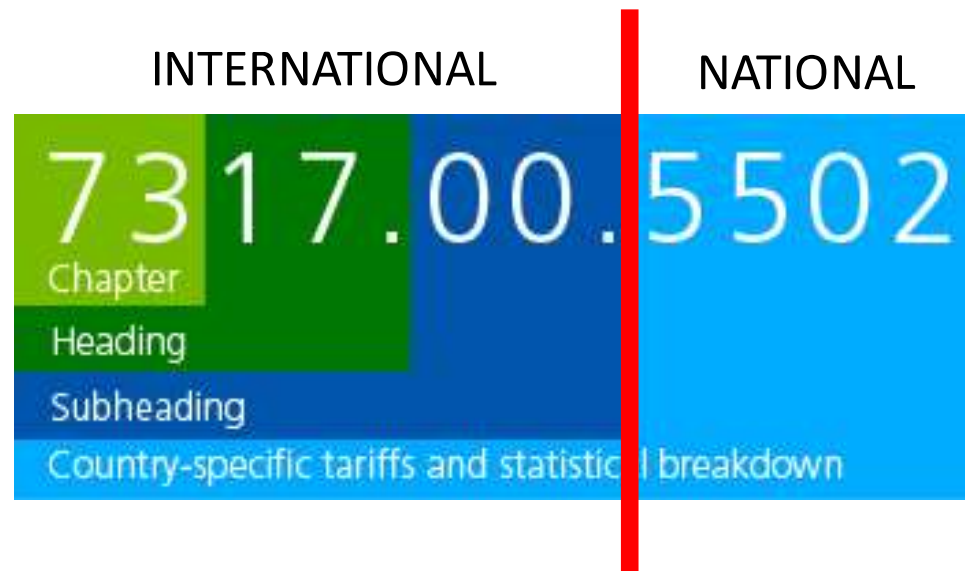 INTERNATIONAL NATIONAL
7317.00.5502
Chapter
Heading
Subheading
Country-specific tariffs and statistical breakdown